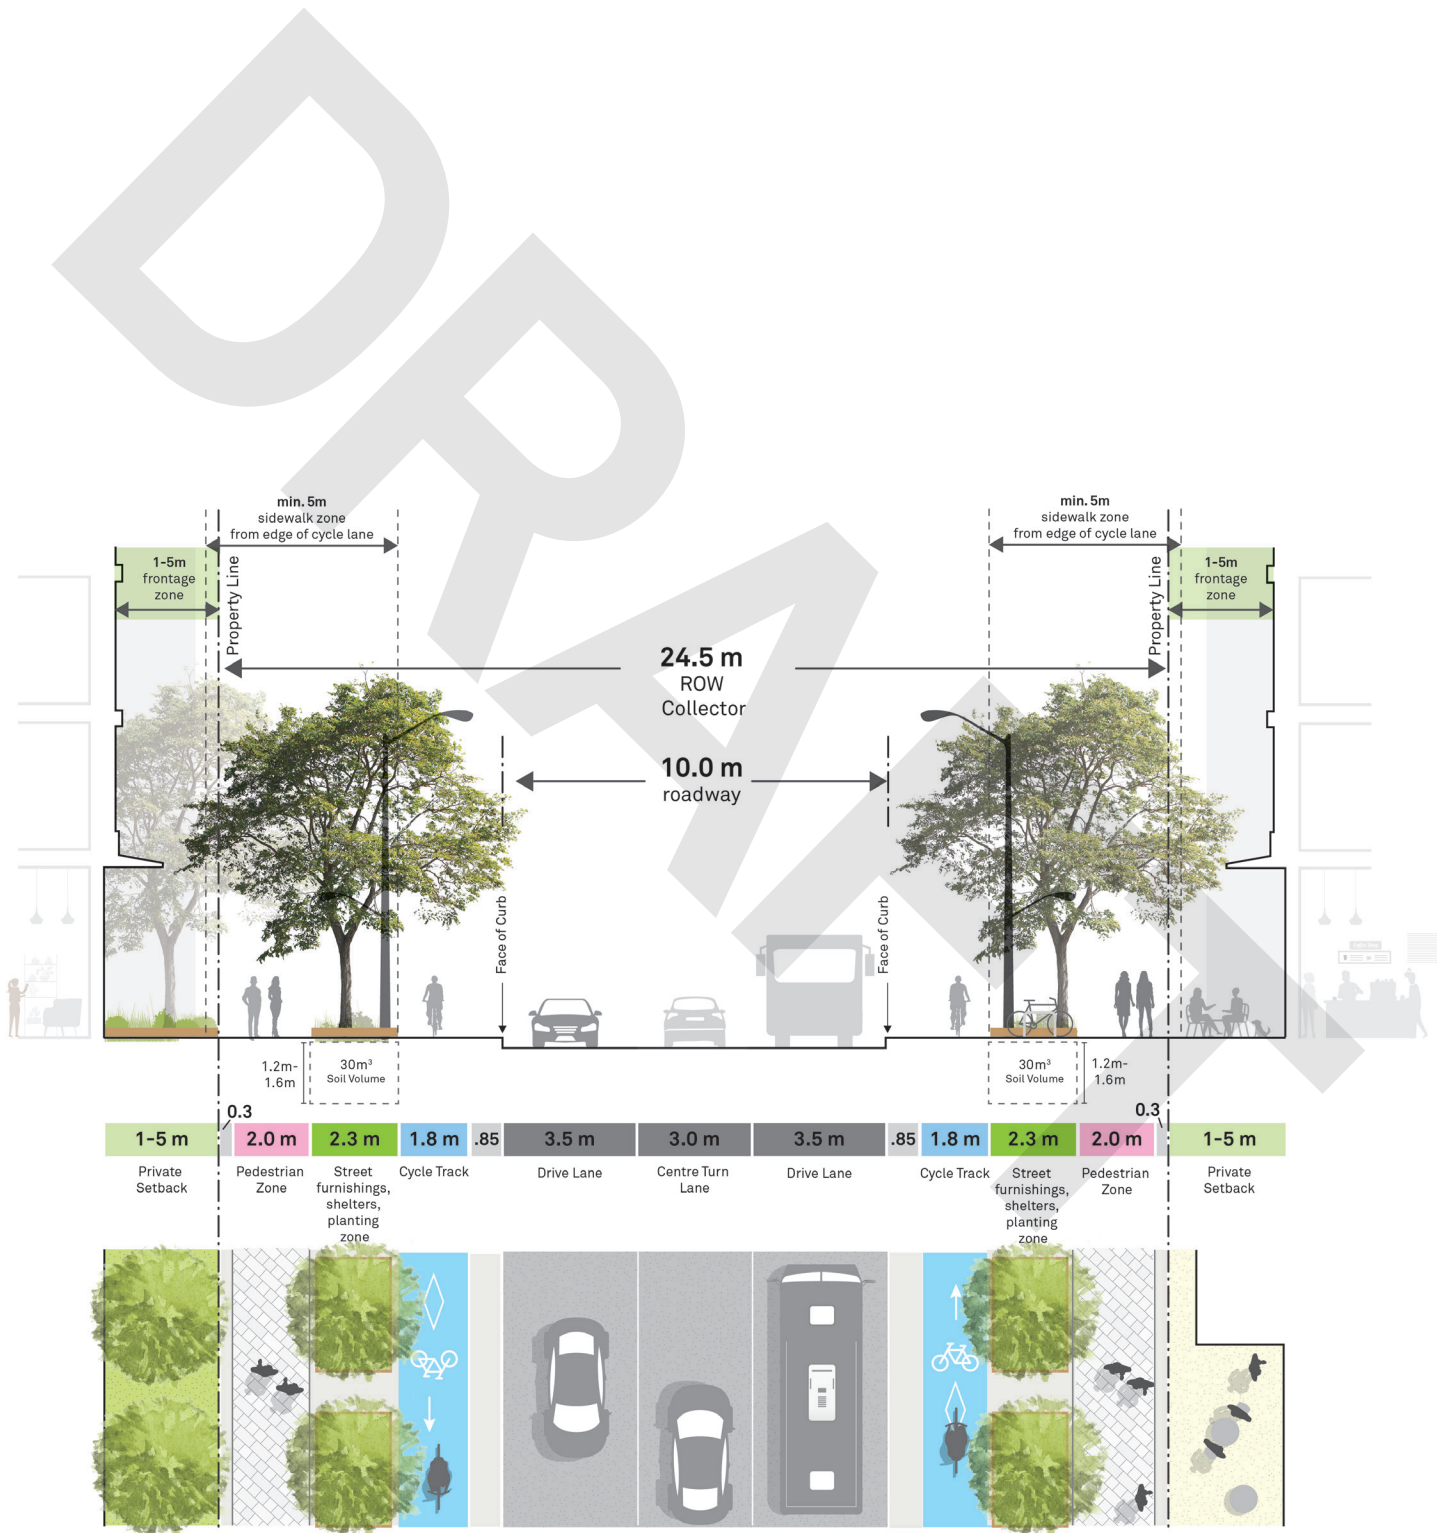 DRAFT
min. 5m
sidewalk zone
from edge of cycle lane
min. 5m
sidewalk zone
from edge of cycle lane
1-5m
frontage
zone
Property Line
Property Line
1-5m
frontage
zone
24.5 m
ROW
Collector
10.0 m
roadway
Face of Curb
Face of Curb
1.2m-
1.6m
30m³
Soil Volume
30m³
Soil Volume
1.2m-
1.6m
0.3
0.3
1-5 m
2.0 m
2.3 m
1.8 m
.85
3.5 m
3.0 m
3.5 m
.85
1.8 m
2.3 m
2.0 m
1-5 m
Private
Setback
Pedestrian
Zone
Street
furnishings,
shelters,
planting
zone
Cycle Track
Drive Lane
Centre Turn
Lane
Drive Lane
Cycle Track
Street
furnishings,
shelters,
planting
zone
Pedestrian
Zone
Private
Setback